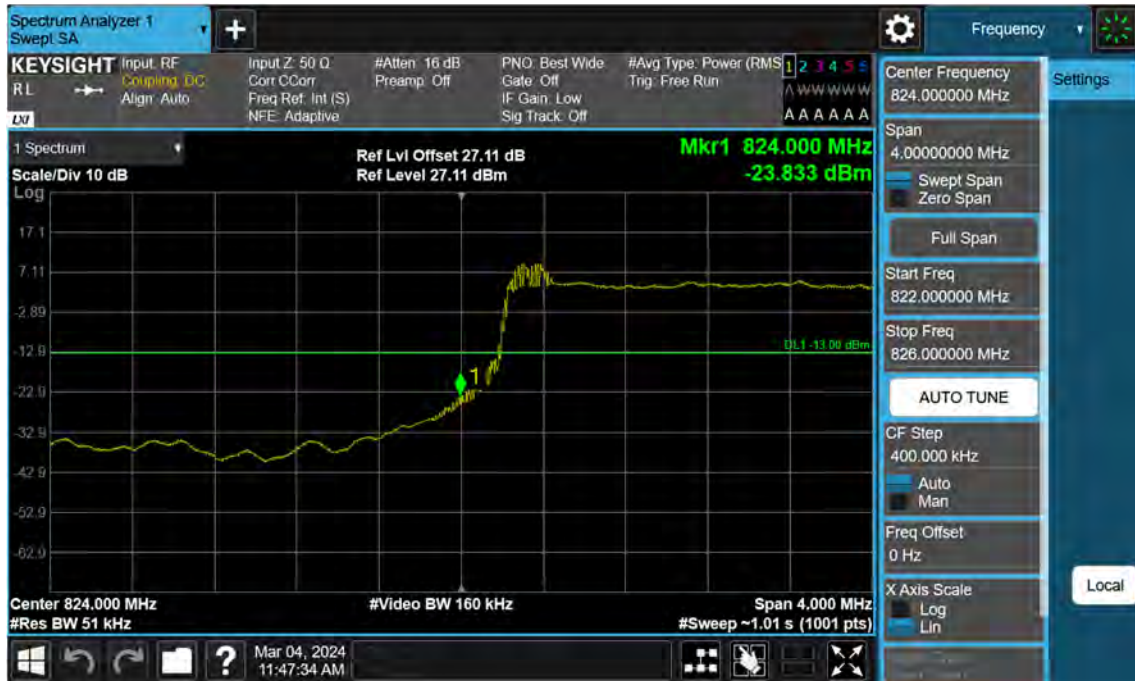 Spectrum Analyzer 1
Swept SA
+
Frequency
KEYSIGHT
RL
LXI
Input: RF
Coupling: DC
Align: Auto
Input Z: 50 Ω
Corr CCorr
Freq Ref: Int (S)
NFE: Adaptive
#Atten: 16 dB
Preamp: Off
PNO: Best Wide
Gate: Off
IF Gain: Low
Sig Track: Off
#Avg Type: Power (RMS
Trig: Free Run
1 2 3 4 5 6
A W W W W W
A A A A A A
1 Spectrum
Scale/Div 10 dB
Ref Lvl Offset 27.11 dB
Ref Level 27.11 dBm
Mkr1 824.000 MHz
-23.833 dBm
Log
17.1
7.11
-2.89
-12.9
-22.9
-32.9
-42.9
-52.9
-62.9
DL1 -13.00 dBm
1
Center 824.000 MHz
#Res BW 51 kHz
#Video BW 160 kHz
Span 4.000 MHz
#Sweep ~1.01 s (1001 pts)
Center Frequency
824.000000 MHz
Span
4.00000000 MHz
Swept Span
Zero Span
Full Span
Start Freq
822.000000 MHz
Stop Freq
826.000000 MHz
AUTO TUNE
CF Step
400.000 kHz
Auto
Man
Freq Offset
0 Hz
X Axis Scale
Log
Lin
Settings
Local
?
Mar 04, 2024
11:47:34 AM